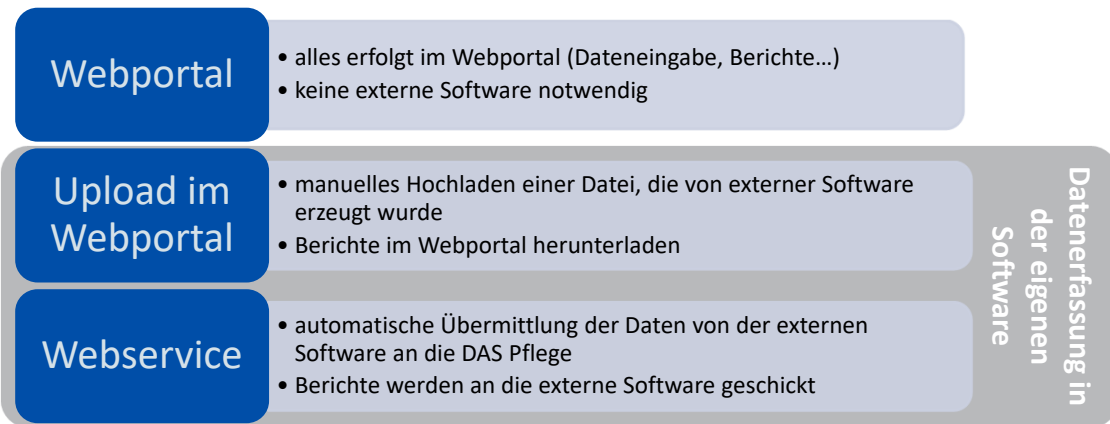 Webportal
• alles erfolgt im Webportal (Dateneingabe, Berichte…)
• keine externe Software notwendig
Upload im
Webportal
• manuelles Hochladen einer Datei, die von externer Software
erzeugt wurde
• Berichte im Webportal herunterladen
Webservice
• automatische Übermittlung der Daten von der externen
Software an die DAS Pflege
• Berichte werden an die externe Software geschickt
Datenerfassung in
der eigenen
Software